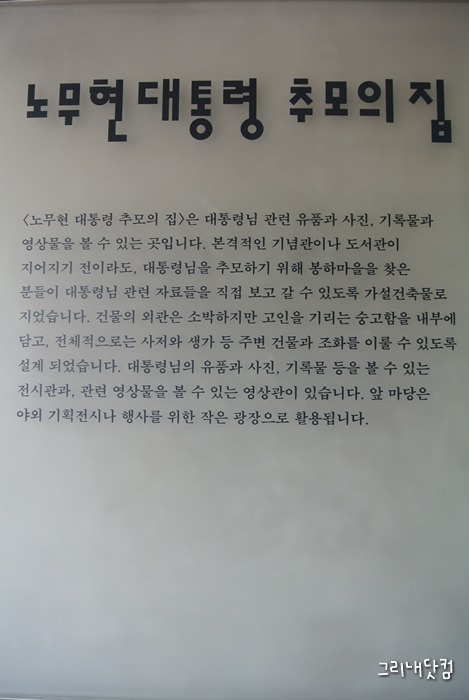 노무현대통령 추모의 집
<노무현 대통령 추모의 집>은 대통령님 관련 유품과 사진, 기록물과
영상물을 볼 수 있는 곳입니다. 본격적인 기념관이나 도서관이
지어지기 전이라도, 대통령님을 추모하기 위해 봉하마을을 찾은
분들이 대통령님 관련 자료들을 직접 보고 갈 수 있도록 가설건축물로
지었습니다. 건물의 외관은 소박하지만 고인을 기리는 숭고함을 내부에
담고, 전체적으로는 사저와 생가 등 주변 건물과 조화를 이룰 수 있도록
설계 되었습니다. 대통령님의 유품과 사진, 기록물 등을 볼 수 있는
전시관과, 관련 영상물을 볼 수 있는 영상관이 있습니다. 앞 마당은
야외 기획전시나 행사를 위한 작은 광장으로 활용됩니다.
그리내닷컴